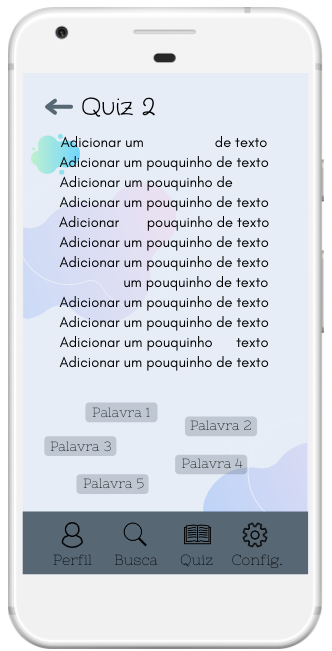 Quiz 2
Adicionar um de texto
Adicionar um pouquinho de texto
Adicionar um pouquinho de
Adicionar um pouquinho de texto
Adicionar pouquinho de texto
Adicionar um pouquinho de texto
Adicionar um pouquinho de texto
um pouquinho de texto
Adicionar um pouquinho de texto
Adicionar um pouquinho de texto
Adicionar um pouquinho texto
Adicionar um pouquinho de texto
Palavra 1
Palavra 2
Palavra 3
Palavra 4
Palavra 5
Perfil Busca Quiz Config.